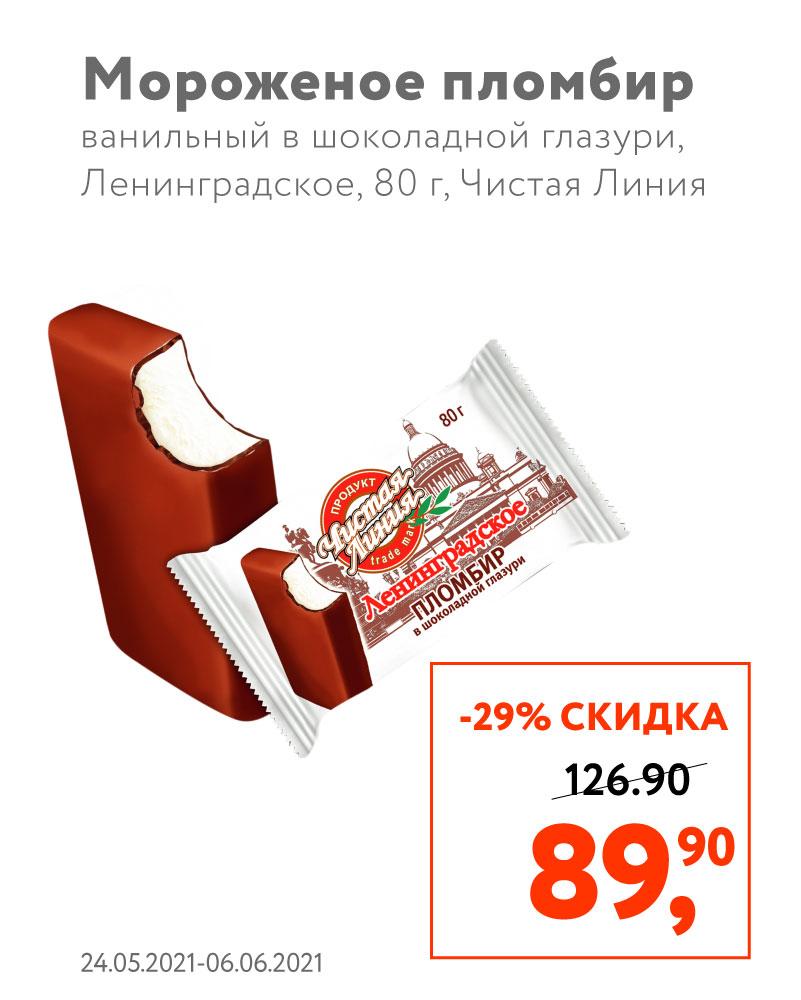 Мороженое пломбир
ванильный в шоколадной глазури,
Ленинградское, 80 г, Чистая Линия
80 г
ПРОДУКТ
Чистая
Линия
trade mar
Ленинградское
ПЛОМБИР
в шоколадной глазури
-29% СКИДКА
126.90
89,90
24.05.2021-06.06.2021